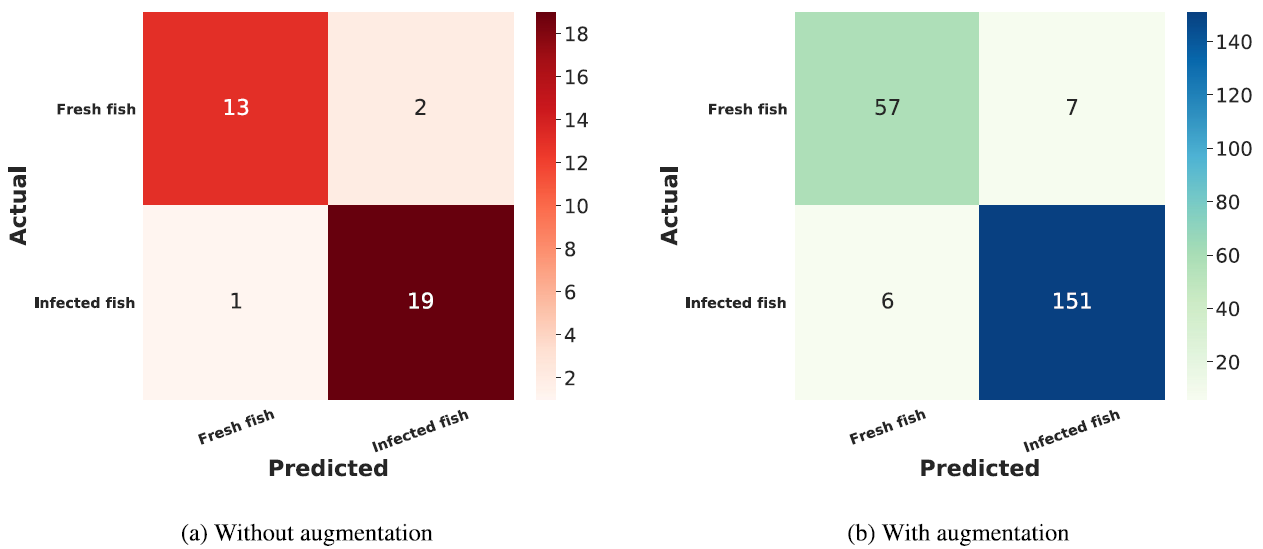 Actual
Fresh fish
Infected fish
13
2
1
19
Fresh fish
Infected fish
Predicted
18
16
14
12
10
8
6
4
2
(a) Without augmentation
Actual
Fresh fish
Infected fish
57
7
6
151
Fresh fish
Infected fish
Predicted
140
120
100
80
60
40
20
(b) With augmentation